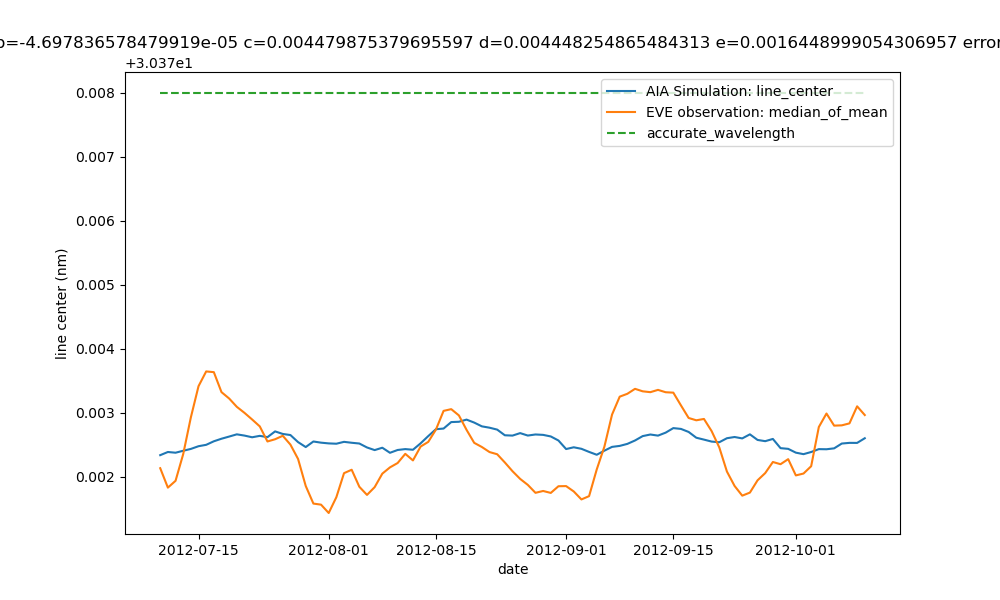 b=-4.697836578479919e-05 c=0.004479875379695597 d=0.004448254865484313 e=0.0016448999054306957 error
+3.037e1
0.008
0.007
0.006
0.005
0.004
0.003
0.002
line center (nm)
AIA Simulation: line_center
EVE observation: median_of_mean
accurate_wavelength
2012-07-15
2012-08-01
2012-08-15
2012-09-01
2012-09-15
2012-10-01
date